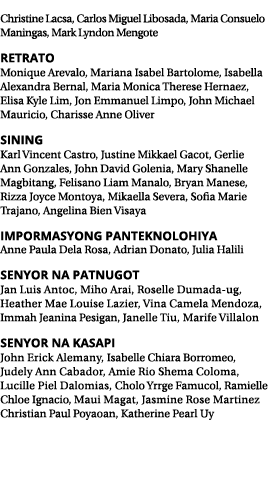 Christine Lacsa, Carlos Miguel Libosada, Maria Consuelo
Maningas, Mark Lyndon Mengote
RETRATO
Monique Arevalo, Mariana Isabel Bartolome, Isabella
Alexandra Bernal, Maria Monica Therese Hernaez,
Elisa Kyle Lim, Jon Emmanuel Limpo, John Michael
Mauricio, Charisse Anne Oliver
SINING
Karl Vincent Castro, Justine Mikkael Gacot, Gerlie
Ann Gonzales, John David Golenia, Mary Shanelle
Magbitang, Felisano Liam Manalo, Bryan Manese,
Rizza Joyce Montoya, Mikaella Severa, Sofia Marie
Trajano, Angelina Bien Visaya
IMPORMASYONG PANTEKNOLOHIYA
Anne Paula Dela Rosa, Adrian Donato, Julia Halili
SENYOR NA PATNUGOT
Jan Luis Antoc, Miho Arai, Roselle Dumada-ug,
Heather Mae Louise Lazier, Vina Camela Mendoza,
Immah Jeanina Pesigan, Janelle Tiu, Marife Villalon
SENYOR NA KASAPI
John Erick Alemany, Isabelle Chiara Borromeo,
Judely Ann Cabador, Amie Rio Shema Coloma,
Lucille Piel Dalomias, Cholo Yrrge Famucol, Ramielle
Chloe Ignacio, Maui Magat, Jasmine Rose Martinez
Christian Paul Poyaoan, Katherine Pearl Uy